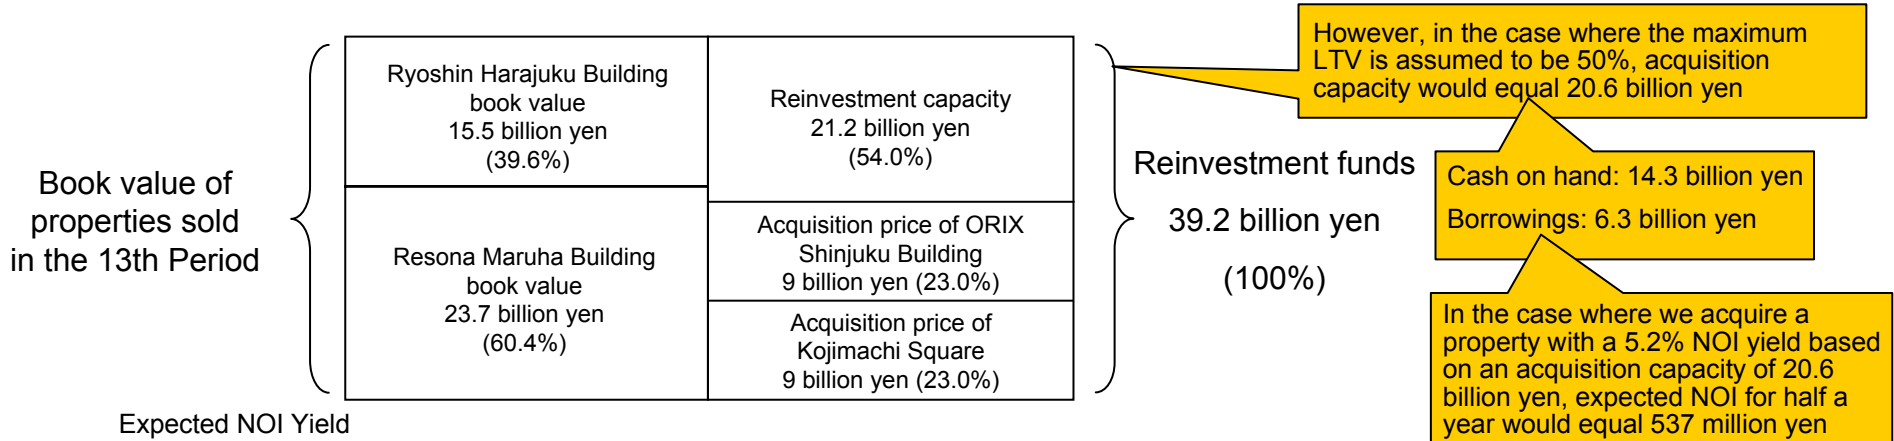 Book value of
properties sold
in the 13th Period
Ryoshin Harajuku Building
book value
15.5 billion yen
(39.6%)
Resona Maruha Building
book value
23.7 billion yen
(60.4%)
Reinvestment capacity
21.2 billion yen
(54.0%)
Acquisition price of ORIX
Shinjuku Building
9 billion yen (23.0%)
Acquisition price of
Kojimachi Square
9 billion yen (23.0%)
Reinvestment funds
39.2 billion yen
(100%)
However, in the case where the maximum
LTV is assumed to be 50%, acquisition
capacity would equal 20.6 billion yen
Cash on hand: 14.3 billion yen
Borrowings: 6.3 billion yen
In the case where we acquire a
property with a 5.2% NOI yield based
on an acquisition capacity of 20.6
billion yen, expected NOI for half a
year would equal 537 million yen
Expected NOI Yield